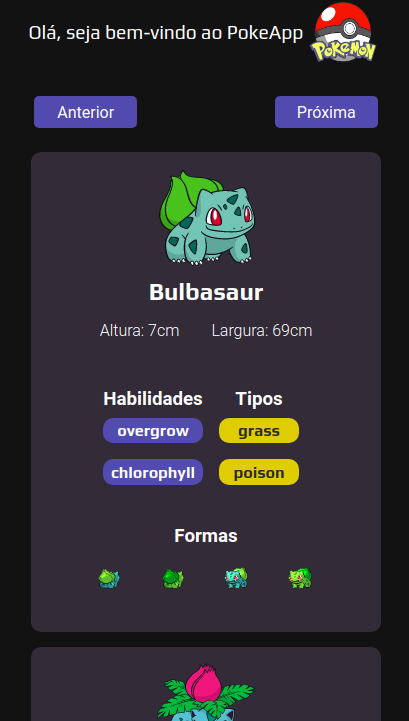 Olá, seja bem-vindo ao PokeApp
POKéMON
Anterior Próxima
Bulbasaur
Altura: 7cm Largura: 69cm
Habilidades Tipos
overgrow grass
chlorophyll poison
Formas